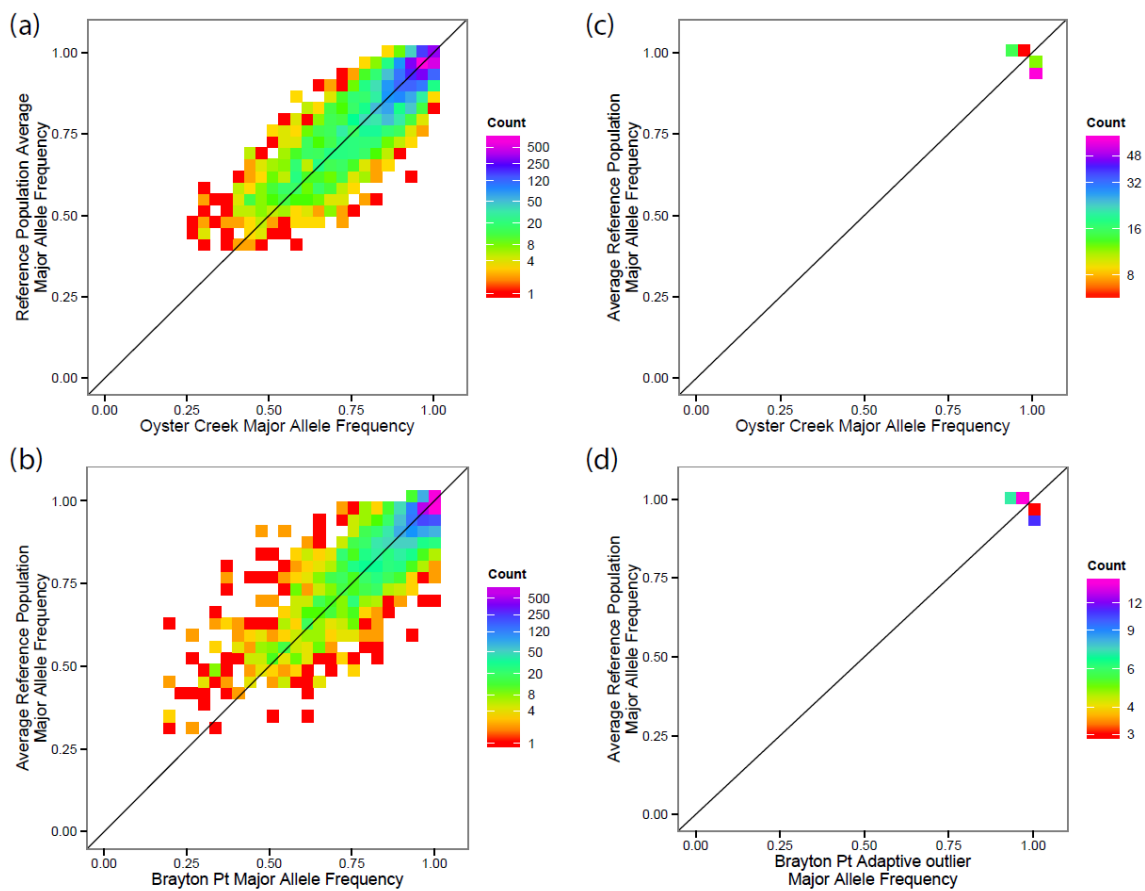 (a)
Reference Population Average
Major Allele Frequency
1.00
0.75
0.50
0.25
0.00
0.00 0.25 0.50 0.75 1.00
Oyster Creek Major Allele Frequency
Count
500
250
120
50
20
8
4
1
(c)
Average Reference Population
Major Allele Frequency
1.00
0.75
0.50
0.25
0.00
0.00 0.25 0.50 0.75 1.00
Oyster Creek Major Allele Frequency
Count
48
32
16
8
(b)
Average Reference Population
Major Allele Frequency
1.00
0.75
0.50
0.25
0.00
0.00 0.25 0.50 0.75 1.00
Brayton Pt Major Allele Frequency
Count
500
250
120
50
20
8
4
1
(d)
Average Reference Population
Major Allele Frequency
1.00
0.75
0.50
0.25
0.00
0.00 0.25 0.50 0.75 1.00
Brayton Pt Adaptive outlier
Major Allele Frequency
Count
12
9
6
4
3